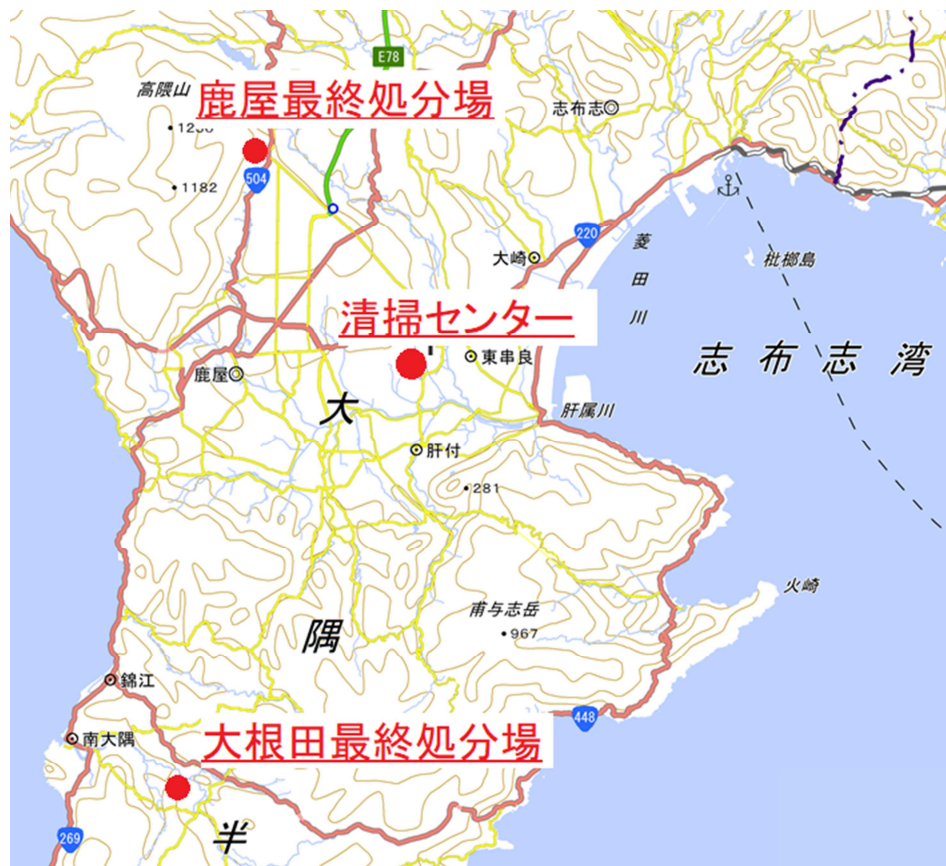 E78
高隈山
鹿屋最終処分場
志布志
1182
504
220
大崎
菱田川
枇榔島
清掃センター
東串良
志布志湾
鹿屋
大
肝属川
肝付
281
火崎
甫与志岳
967
隅
錦江
448
南大隅
大根田最終処分場
半
269